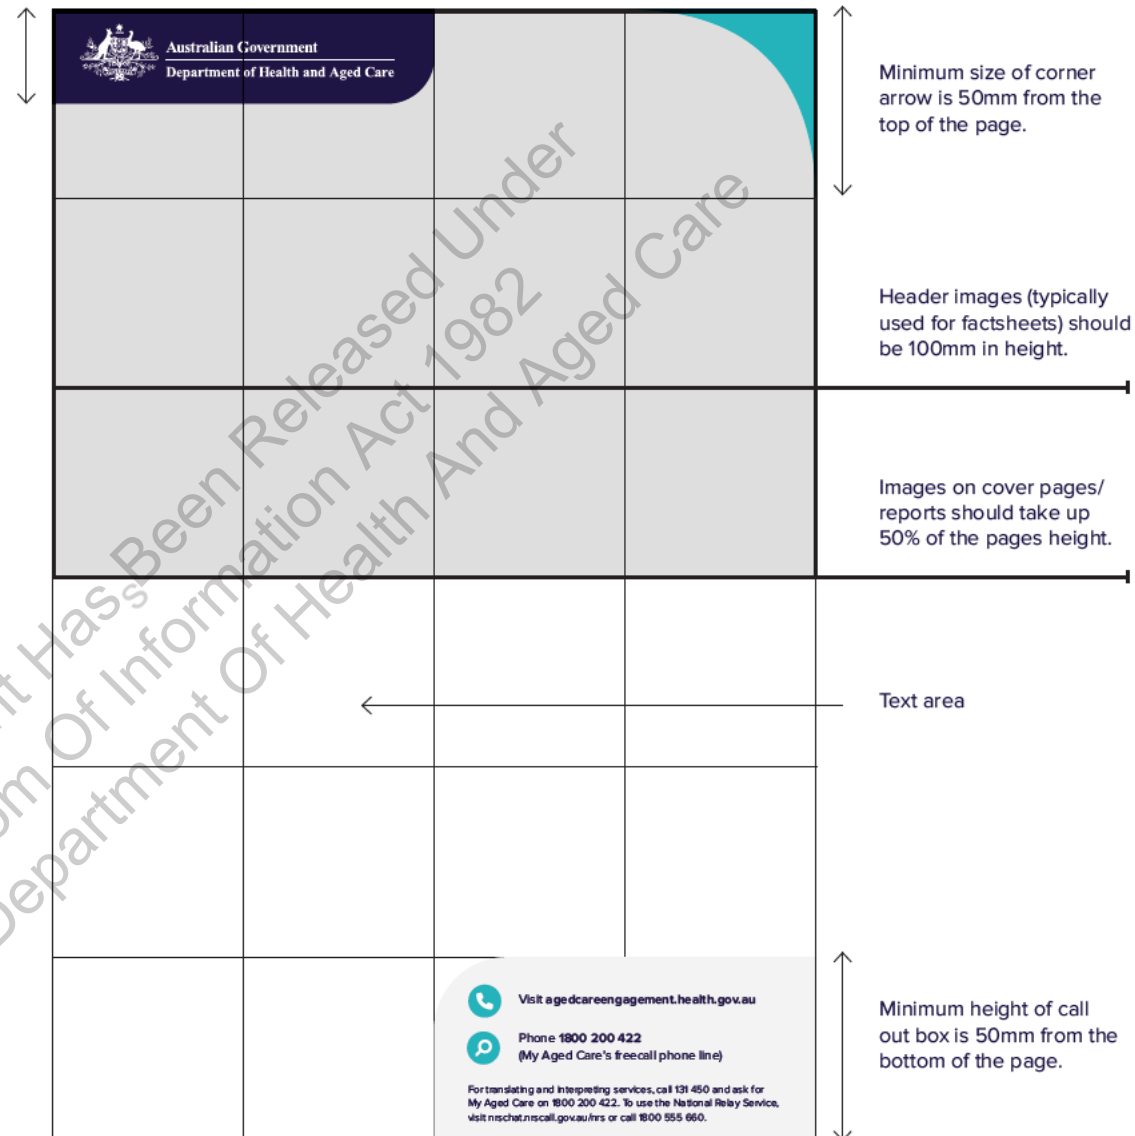 Australian Government
Department of Health and Aged Care
Minimum size of corner
arrow is 50mm from the
top of the page.
Header images (typically
used for factsheets) should
be 100mm in height.
Images on cover pages/
reports should take up
50% of the pages height.
Text area
Visit agedcareengagement.health.gov.au
Phone 1800 200 422
(My Aged Care's freecall phone line)
For translating and interpreting services, call 131 450 and ask for
My Aged Care on 1800 200 422. To use the National Relay Service,
visit nrschat.nrscall.gov.au/nrs or call 1800 555 660.
Minimum height of call
out box is 50mm from the
bottom of the page.
Has Been Released Under
Of Information Act 1982
Department Of Health And Aged Care